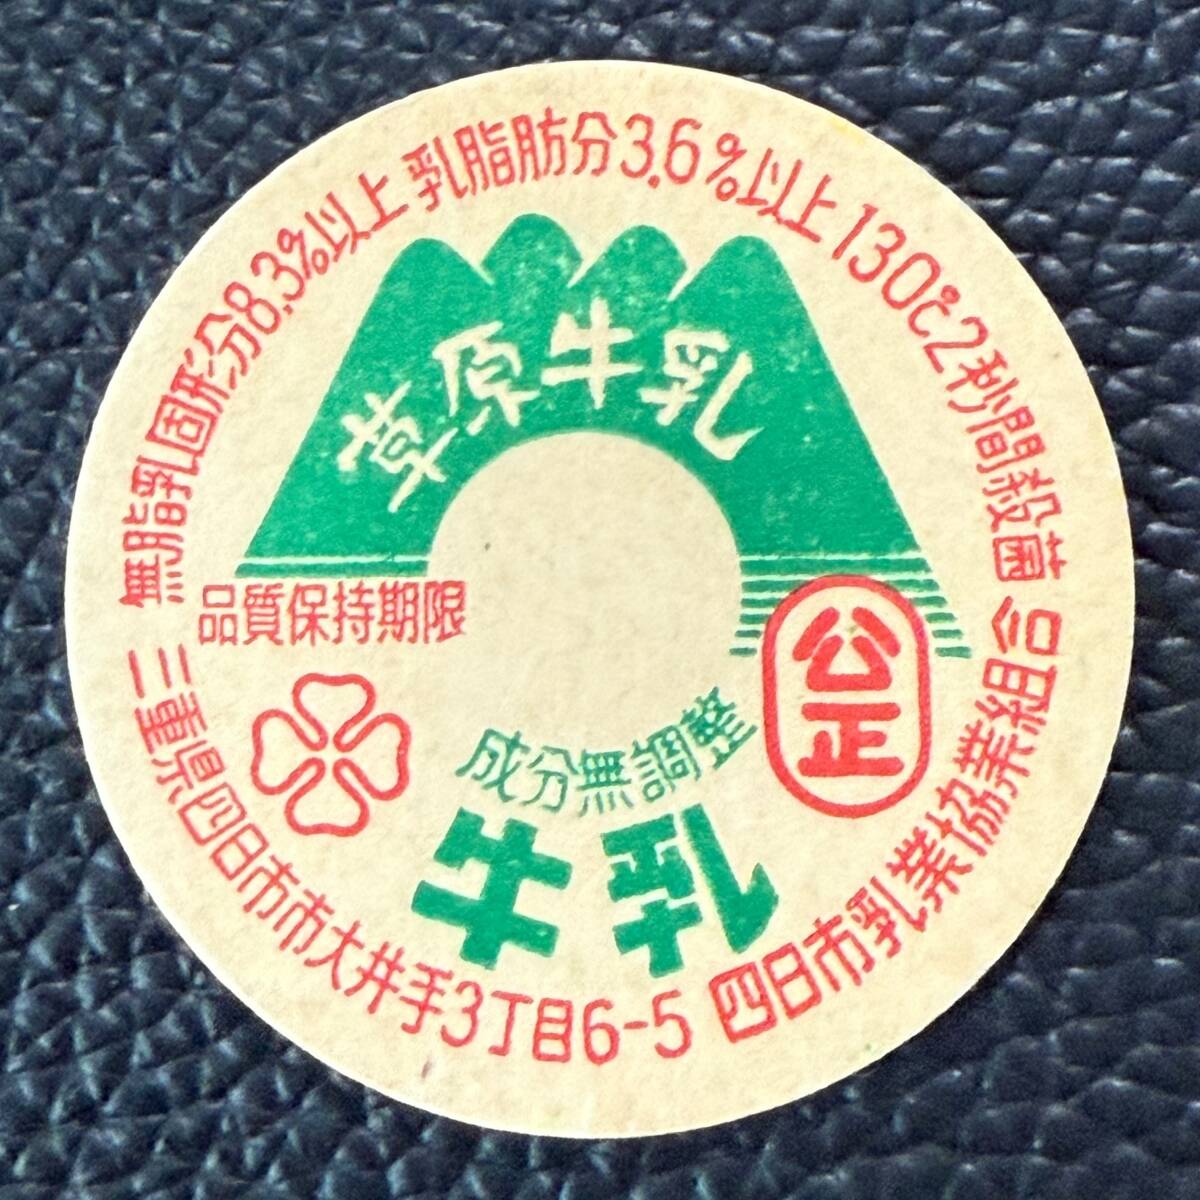 無脂乳固形分8.3%以上 乳脂肪分3.6%以上 130℃2秒間殺菌
草原牛乳
品質保持期限
公正
成分無調整
牛乳
三重県四日市市大井手3丁目6-5 四日市乳業協業組合